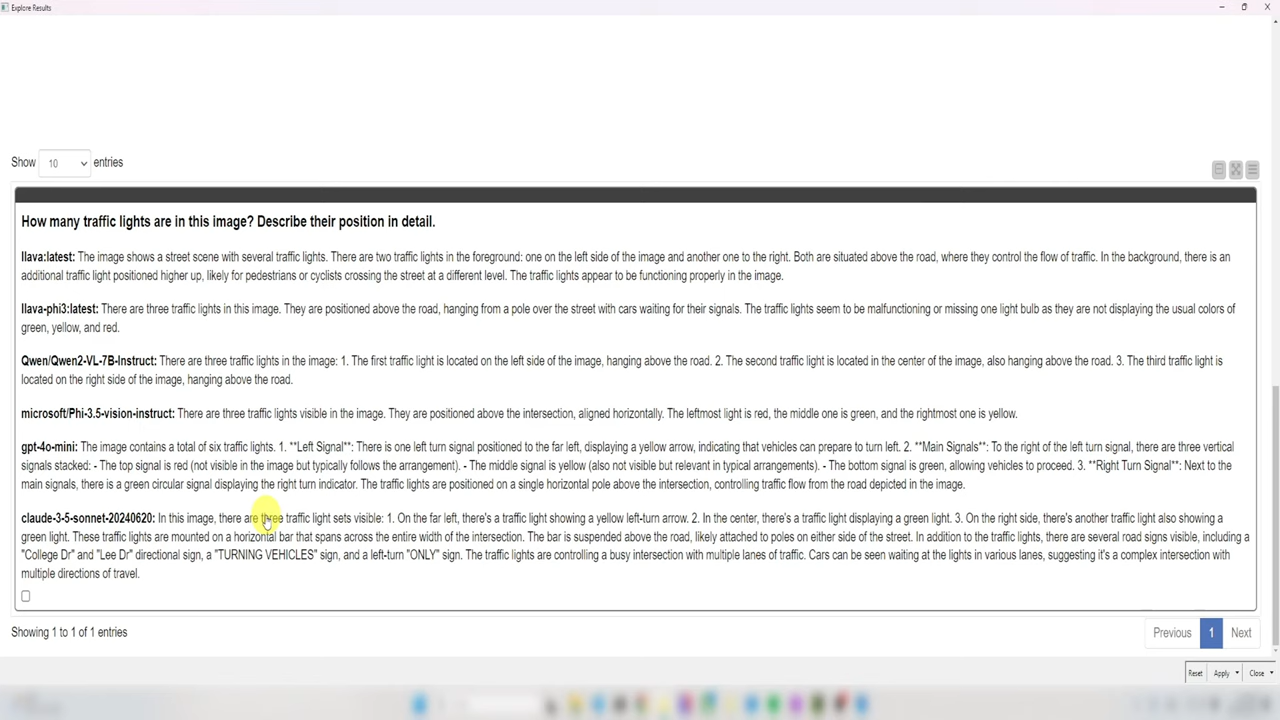 Explore Results
Show 10 entries
How many traffic lights are in this image? Describe their position in detail.
llava:latest: The image shows a street scene with several traffic lights. There are two traffic lights in the foreground: one on the left side of the image and another one to the right. Both are situated above the road, where they control the flow of traffic. In the background, there is an
additional traffic light positioned higher up, likely for pedestrians or cyclists crossing the street at a different level. The traffic lights appear to be functioning properly in the image.
llava-phi3:latest: There are three traffic lights in this image. They are positioned above the road, hanging from a pole over the street with cars waiting for their signals. The traffic lights seem to be malfunctioning or missing one light bulb as they are not displaying the usual colors of
green, yellow, and red.
Qwen/Qwen2-VL-7B-Instruct: There are three traffic lights in the image: 1. The first traffic light is located on the left side of the image, hanging above the road. 2. The second traffic light is located in the center of the image, also hanging above the road. 3. The third traffic light is
located on the right side of the image, hanging above the road.
microsoft/Phi-3.5-vision-instruct: There are three traffic lights visible in the image. They are positioned above the intersection, aligned horizontally. The leftmost light is red, the middle one is green, and the rightmost one is yellow.
gpt-4o-mini: The image contains a total of six traffic lights. 1. **Left Signal**: There is one left turn signal positioned to the far left, displaying a yellow arrow, indicating that vehicles can prepare to turn left. 2. **Main Signals**: To the right of the left turn signal, there are three vertical
signals stacked: - The top signal is red (not visible in the image but typically follows the arrangement). - The middle signal is yellow (also not visible but relevant in typical arrangements). - The bottom signal is green, allowing vehicles to proceed. 3. **Right Turn Signal**: Next to the
main signals, there is a green circular signal displaying the right turn indicator. The traffic lights are positioned on a single horizontal pole above the intersection, controlling traffic flow from the road depicted in the image.
claude-3-5-sonnet-20240620: In this image, there are three traffic light sets visible: 1. On the far left, there's a traffic light showing a yellow left-turn arrow. 2. In the center, there's a traffic light displaying a green light. 3. On the right side, there's another traffic light also showing a
green light. These traffic lights are mounted on a horizontal bar that spans across the entire width of the intersection. The bar is suspended above the road, likely attached to poles on either side of the street. In addition to the traffic lights, there are several road signs visible, including a
"College Dr" and "Lee Dr" directional sign, a "TURNING VEHICLES" sign, and a left-turn "ONLY" sign. The traffic lights are controlling a busy intersection with multiple lanes of traffic. Cars can be seen waiting at the lights in various lanes, suggesting it's a complex intersection with
multiple directions of travel.
Showing 1 to 1 of 1 entries
Previous 1 Next
Reset Apply Close